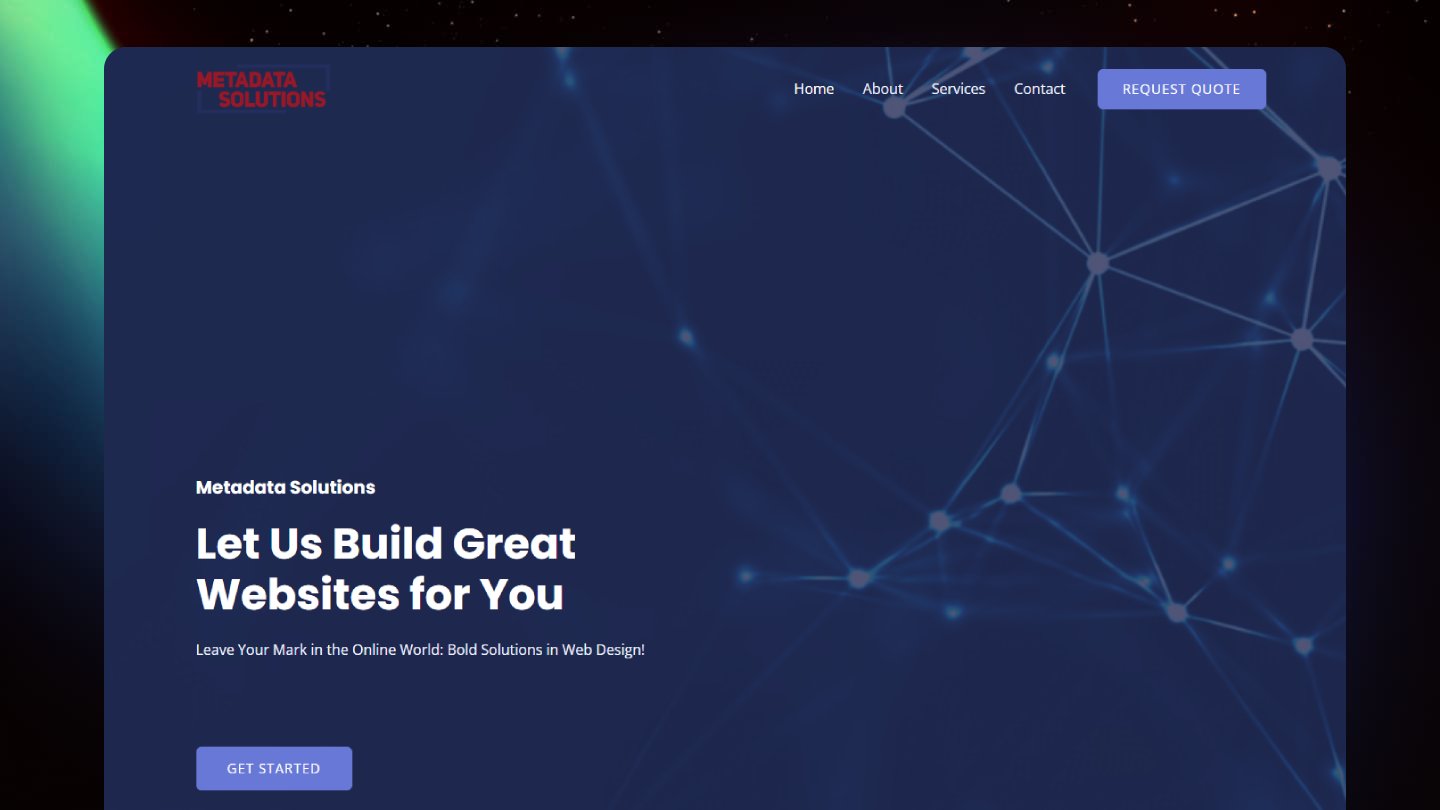 METADATA
SOLUTIONS
Home About Services Contact REQUEST QUOTE
Metadata Solutions
Let Us Build Great
Websites for You
Leave Your Mark in the Online World: Bold Solutions in Web Design!
GET STARTED